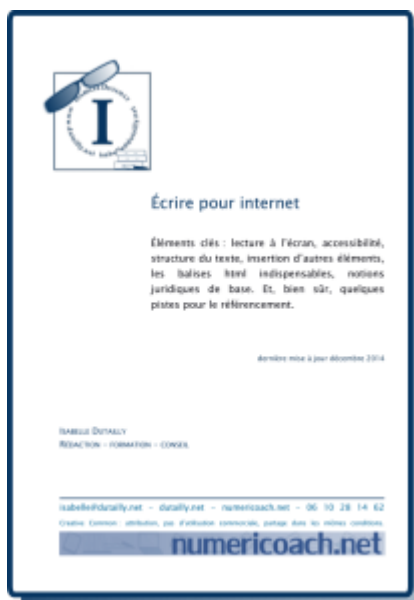 I
Écrire pour internet
Éléments clés : lecture à l'écran, accessibilité,
structure du texte, insertion d'autres éléments,
les balises html indispensables, notions
juridiques de base. Et, bien sûr, quelques
pistes pour le référencement.
dernière mise à jour décembre 2014
Isabelle Dutailly
Rédaction – formation – conseil
isabelle@dutailly.net – dutailly.net – numericoach.net – 06 10 28 14 62
Creative Common : attribution, pas d'utilisation commerciale, partage dans les mêmes conditions.
numericoach.net